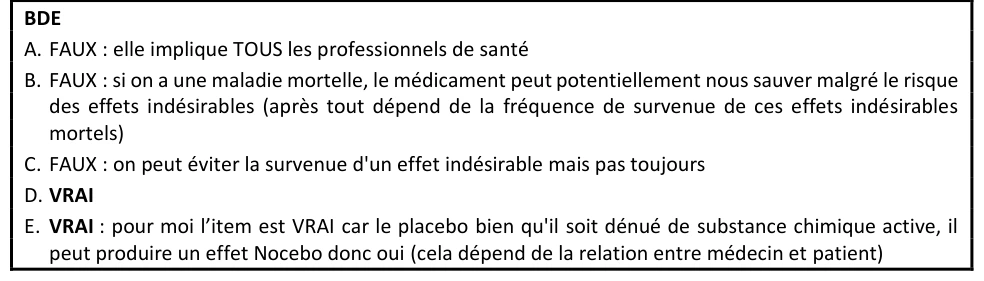 BDE
A. FAUX : elle implique TOUS les professionnels de santé
B. FAUX : si on a une maladie mortelle, le médicament peut potentiellement nous sauver malgré le risque
des effets indésirables (après tout dépend de la fréquence de survenue de ces effets indésirables
mortels)
C. FAUX : on peut éviter la survenue d'un effet indésirable mais pas toujours
D. VRAI
E. VRAI : pour moi l’item est VRAI car le placebo bien qu'il soit dénué de substance chimique active, il
peut produire un effet Nocebo donc oui (cela dépend de la relation entre médecin et patient)